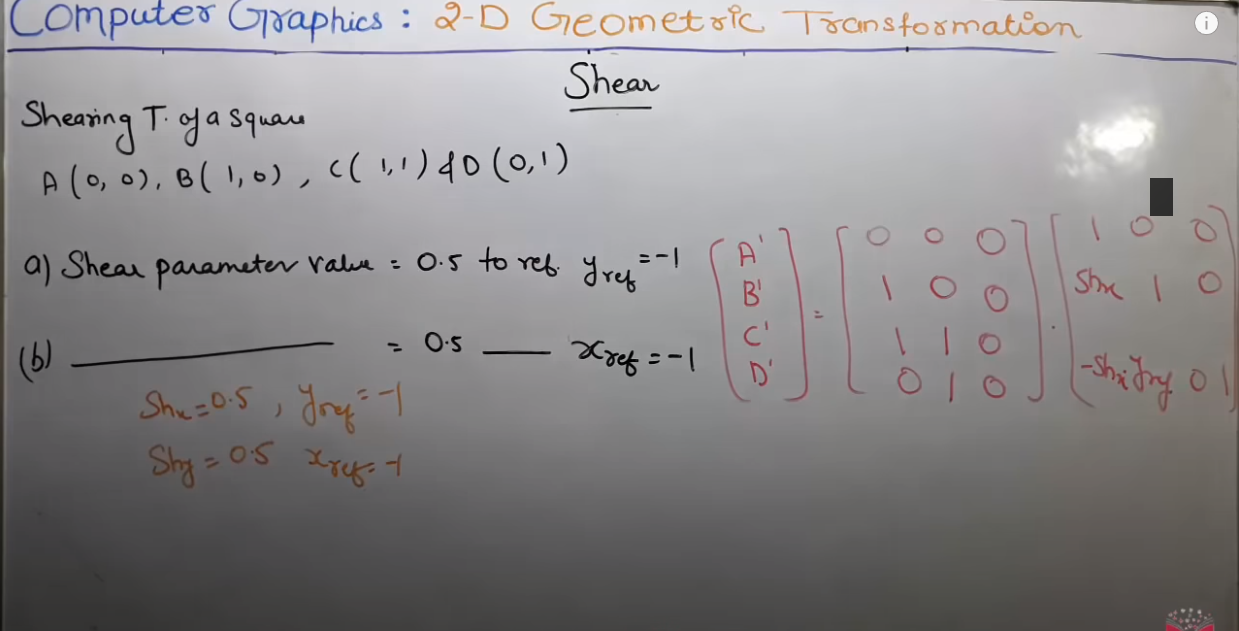 Computer Graphics : 2-D Geometric Transformation
Shear
Shearing T. of a square
A (0, 0), B( 1, 0) , C( 1, 1) & D (0, 1)
a) Shear parameter value = 0.5 to ref. yref = -1
(b) ______ = 0.5 ___ xref = -1
Shx = 0.5 , yref = -1
Shy = 0.5 xref = -1
A' 0 0 0 1 0 0
B' 1 0 0 Shx 1 0
=
.
C' 1 1 0
D' 0 1 0 -Shx yref 0 1